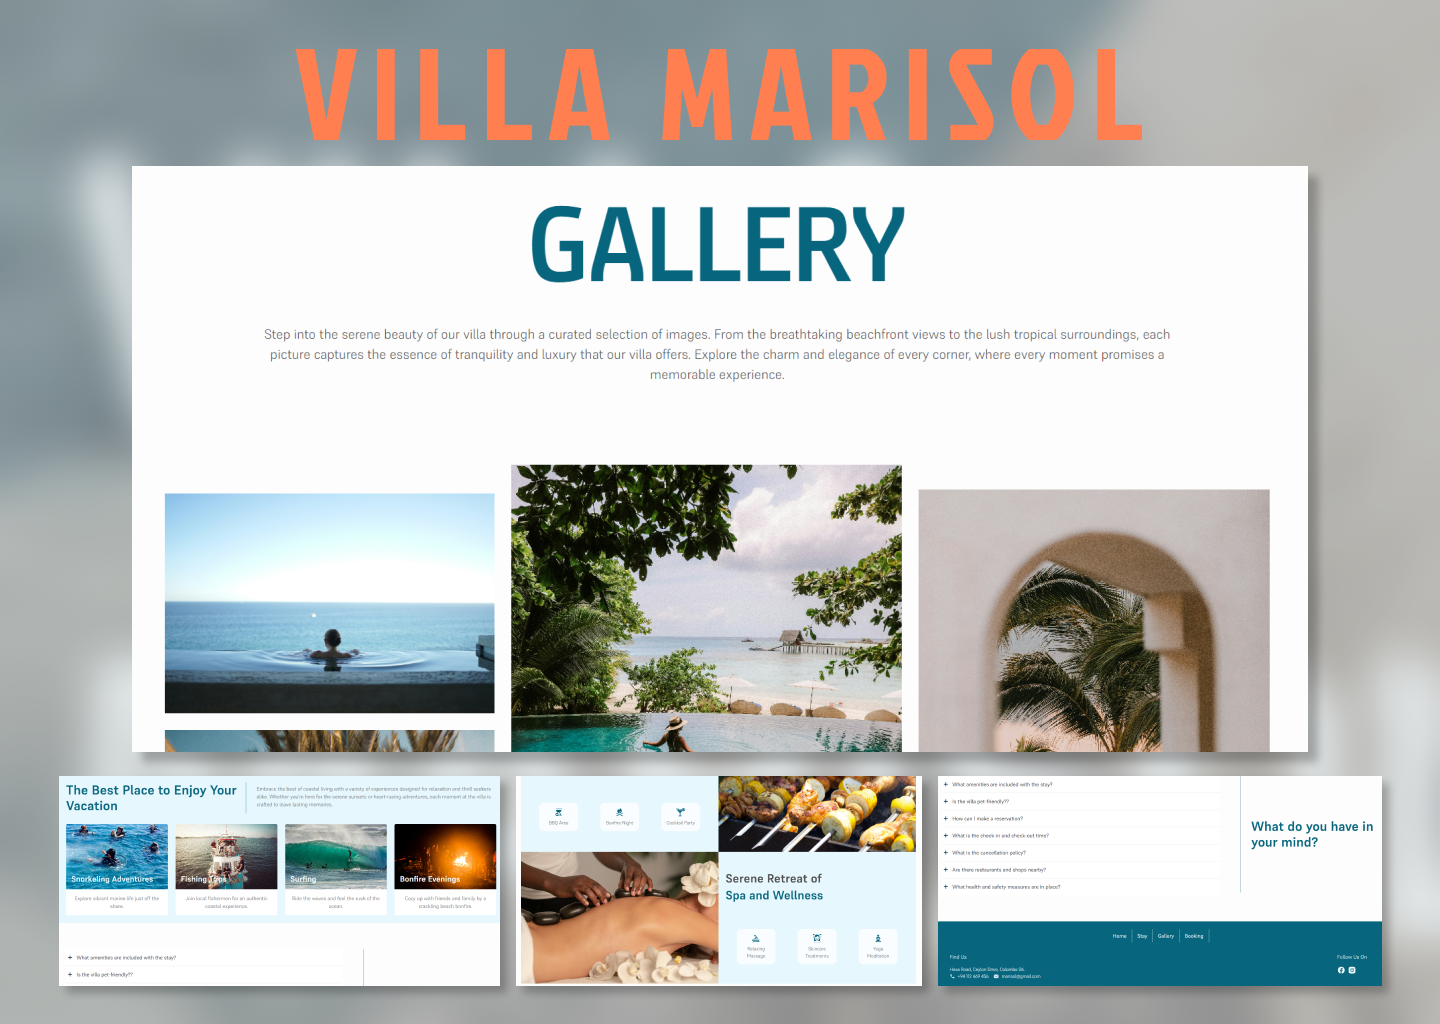 VILLA MARISOL
GALLERY
Step into the serene beauty of our villa through a curated selection of images. From the breathtaking beachfront views to the lush tropical surroundings, each
picture captures the essence of tranquility and luxury that our villa offers. Explore the charm and elegance of every corner, where every moment promises a
memorable experience.
The Best Place to Enjoy Your
Vacation
Embrace the best of coastal living with a variety of experiences designed for relaxation and thrill seekers
alike. Whether you're here for the serene sunsets or heart-racing adventures, each moment at the villa is
crafted to leave lasting memories.
Snorkeling Adventures
Explore vibrant marine life just off the
shore.
Fishing Trips
Join local fishermen for an authentic
coastal experience.
Surfing
Ride the waves and feel the rush of the
ocean.
Bonfire Evenings
Cozy up with friends and family by a
crackling beach bonfire.
+ What amenities are included with the stay?
+ Is the villa pet-friendly??
BBQ Area
Bonfire Night
Cocktail Party
Serene Retreat of
Spa and Wellness
Relaxing
Massage
Skincare
Treatments
Yoga
Meditation
+ What amenities are included with the stay?
+ Is the villa pet-friendly??
+ How can I make a reservation?
+ What is the check-in and check-out time?
+ What is the cancellation policy?
+ Are there restaurants and shops nearby?
+ What health and safety measures are in place?
What do you have in
your mind?
Home
Stay
Gallery
Booking
Find Us
Follow Us On
Road,
marisol@gmail.com